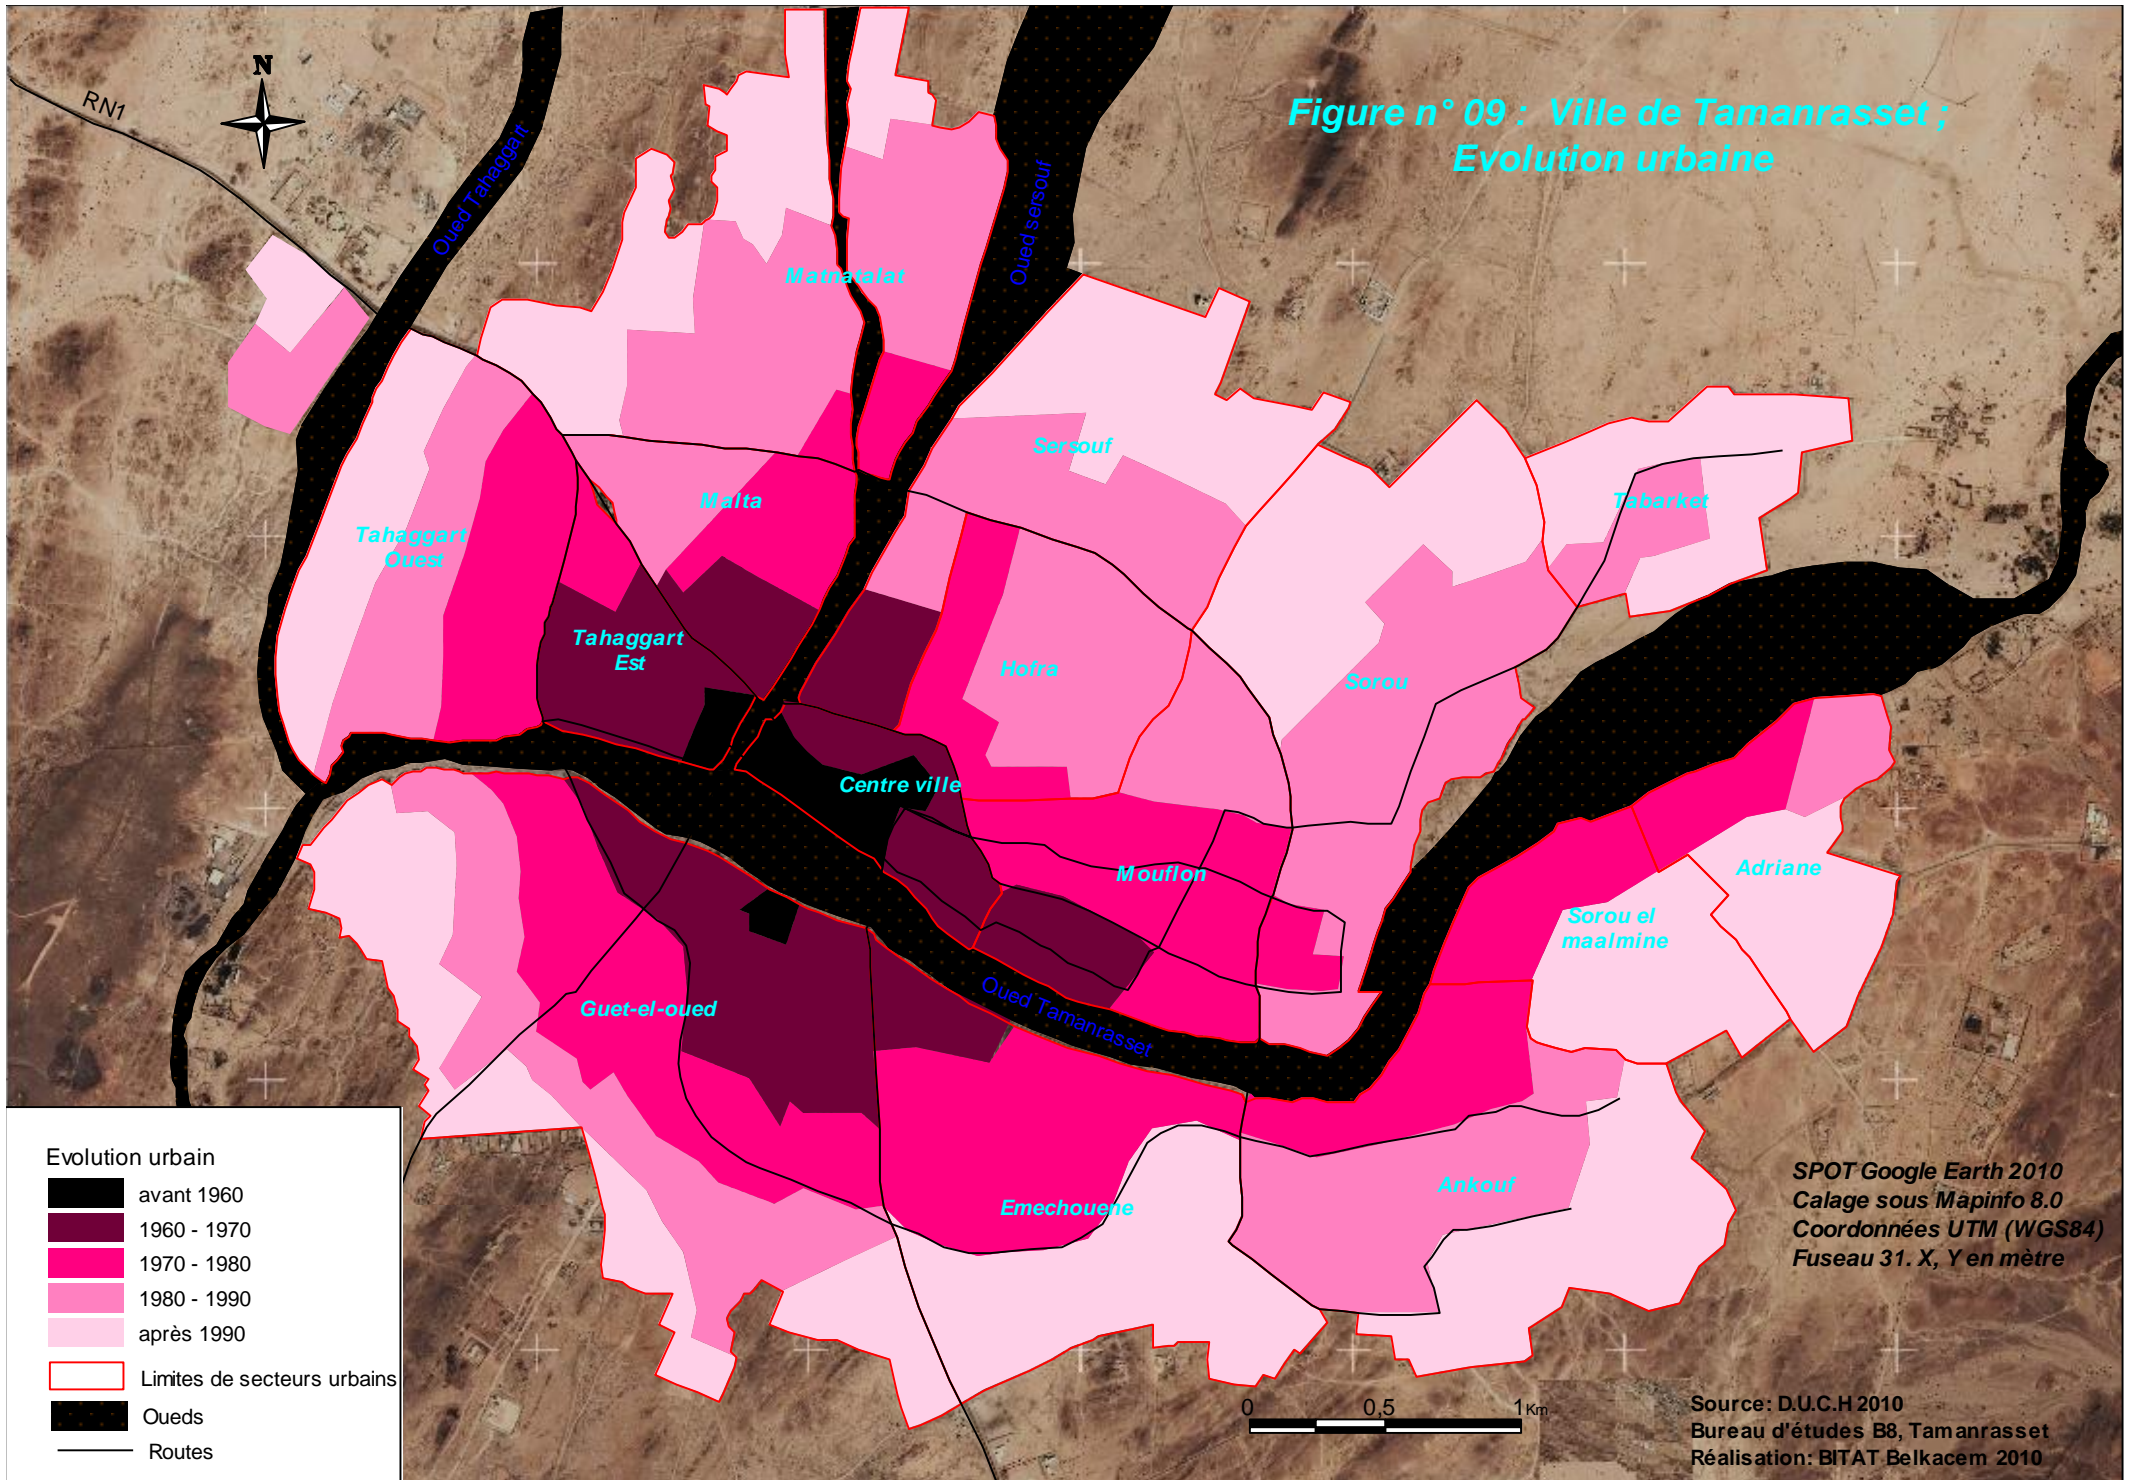 Figure n° 09 : Ville de Tamanrasset ;
Evolution urbaine
N
RN1
Oued Tahaggart
Oued sersouf
Matnatalat
Sersouf
Malta
Tabarket
Tahaggart
Ouest
Tahaggart
Est
Hofra
Sorou
Centre ville
Mouflon
Adriane
Sorou el
maalmine
Oued Tamanrasset
Guet-el-oued
Emechouene
Ankouf
Evolution urbain
avant 1960
1960 - 1970
1970 - 1980
1980 - 1990
après 1990
Limites de secteurs urbains
Oueds
Routes
SPOT Google Earth 2010
Calage sous Mapinfo 8.0
Coordonnées UTM (WGS84)
Fuseau 31. X, Y en mètre
0 0,5 1Km
Source: D.U.C.H 2010
Bureau d'études B8, Tamanrasset
Réalisation: BITAT Belkacem 2010